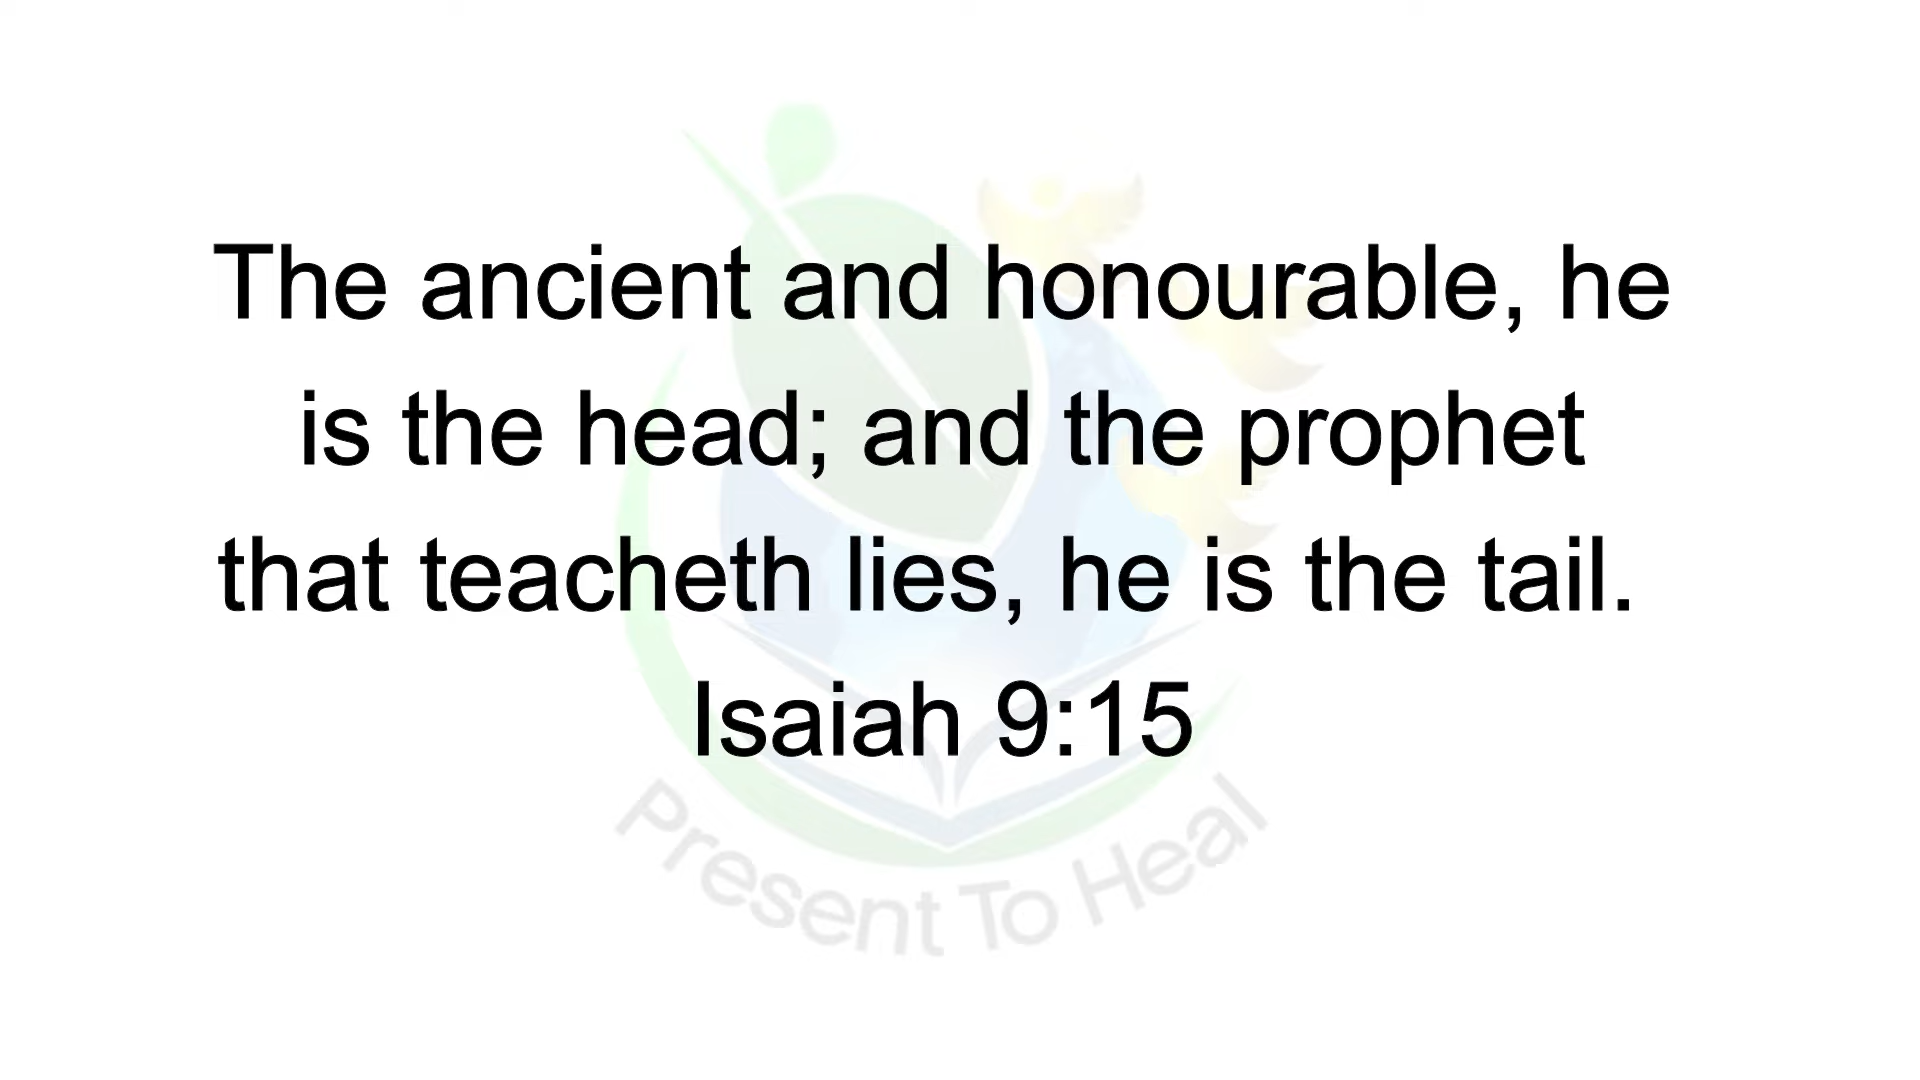 The ancient and honourable, he
is the head; and the prophet
that teacheth lies, he is the tail.
Isaiah 9:15
Present To Heal